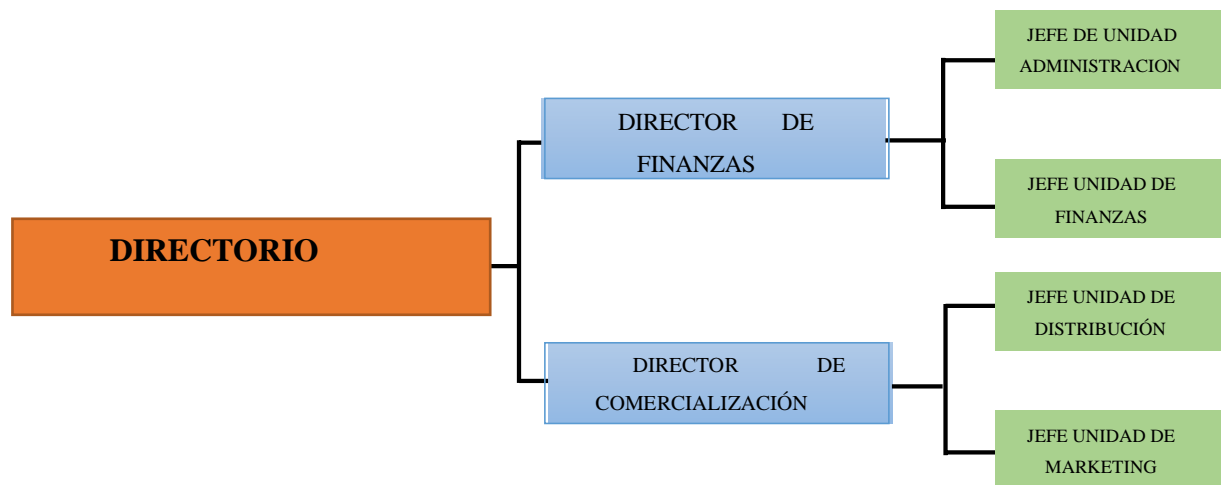 DIRECTORIO
DIRECTOR DE
FINANZAS
JEFE DE UNIDAD
ADMINISTRACION
JEFE UNIDAD DE
FINANZAS
DIRECTOR DE
COMERCIALIZACIÓN
JEFE UNIDAD DE
DISTRIBUCIÓN
JEFE UNIDAD DE
MARKETING